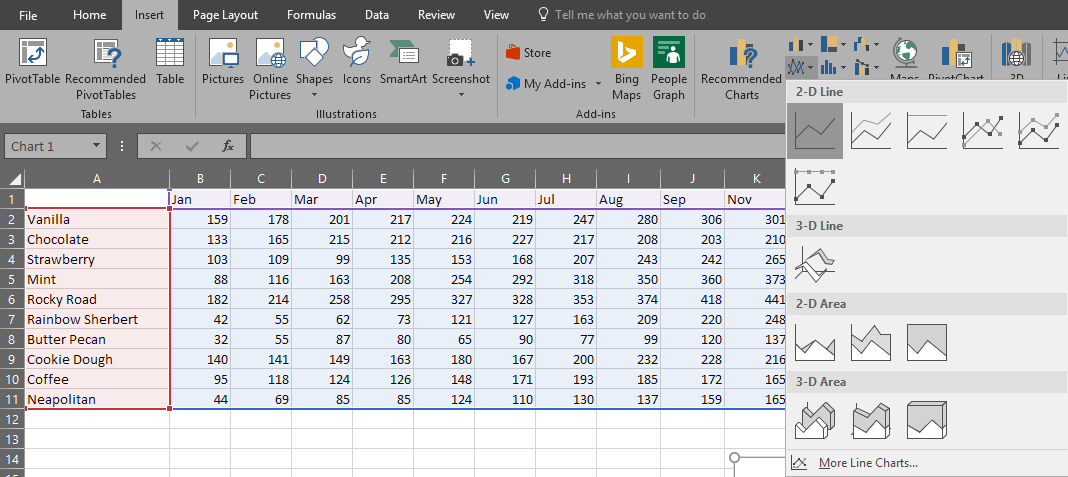 File Home Insert Page Layout Formulas Data Review View Tell me what you want to do
PivotTable Recommended PivotTables Table
Pictures Online Pictures Shapes Icons SmartArt Screenshot
Store
My Add-ins
Bing Maps People Graph
Recommended Charts
Maps PivotChart 3D
Tables Illustrations Add-ins
Chart 1 fx
A B C D E F G H I J K
1 Jan Feb Mar Apr May Jun Jul Aug Sep Nov
2 Vanilla 159 178 201 217 224 219 247 280 306 301
3 Chocolate 133 165 215 212 216 227 217 208 203 210
4 Strawberry 103 109 99 135 153 168 207 243 242 265
5 Mint 88 116 163 208 254 292 318 350 360 373
6 Rocky Road 182 214 258 295 327 328 353 374 418 441
7 Rainbow Sherbert 42 55 62 73 121 127 163 209 220 248
8 Butter Pecan 32 55 87 80 65 90 77 99 120 137
9 Cookie Dough 140 141 149 163 180 167 200 232 228 216
10 Coffee 95 118 124 126 148 171 193 185 172 165
11 Neapolitan 44 69 85 85 124 110 130 137 159 165
12
13
14
2-D Line
3-D Line
2-D Area
3-D Area
More Line Charts...